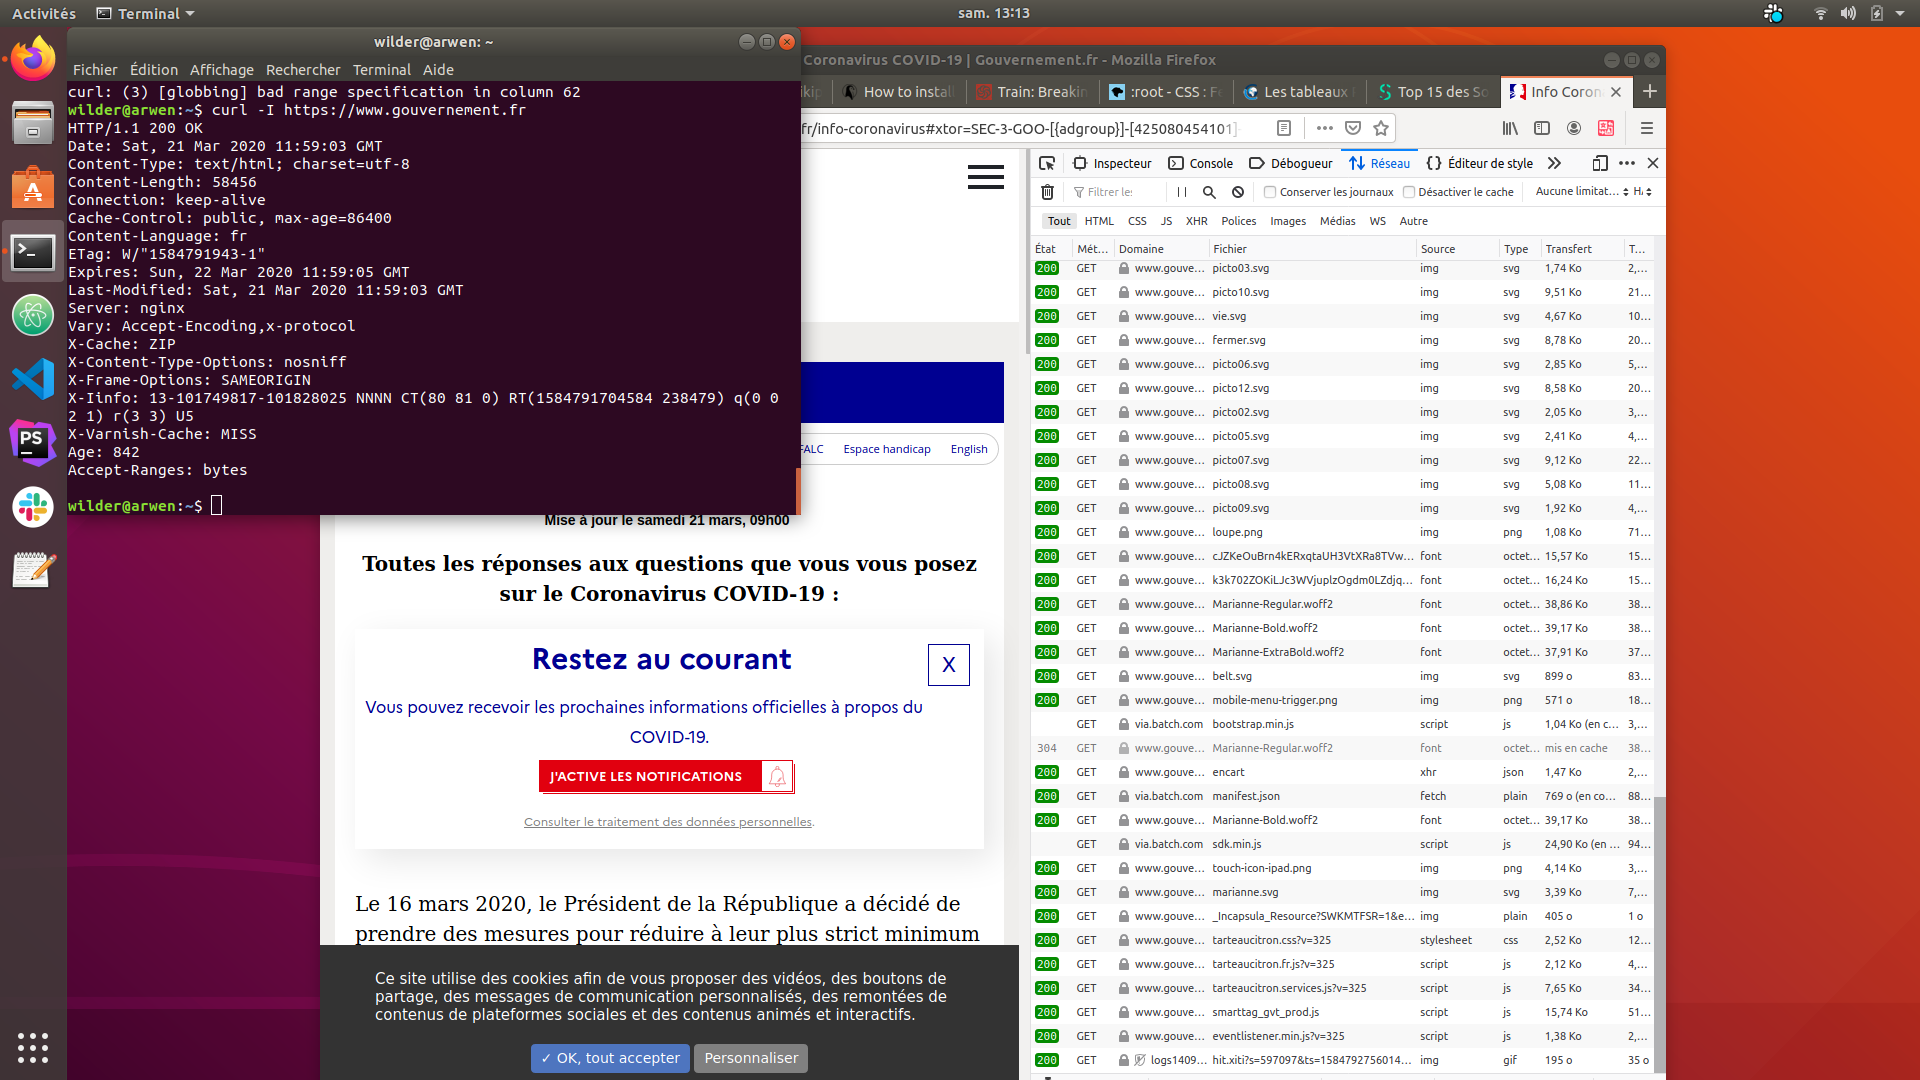 Activités
Terminal
sam. 13:13
wilder@arwen: ~
Fichier Édition Affichage Rechercher Terminal Aide
curl: (3) [globbing] bad range specification in column 62
wilder@arwen:~$ curl -I https://www.gouvernement.fr
HTTP/1.1 200 OK
Date: Sat, 21 Mar 2020 11:59:03 GMT
Content-Type: text/html; charset=utf-8
Content-Length: 58456
Connection: keep-alive
Cache-Control: public, max-age=86400
Content-Language: fr
ETag: W/"1584791943-1"
Expires: Sun, 22 Mar 2020 11:59:05 GMT
Last-Modified: Sat, 21 Mar 2020 11:59:03 GMT
Server: nginx
Vary: Accept-Encoding,x-protocol
X-Cache: ZIP
X-Content-Type-Options: nosniff
X-Frame-Options: SAMEORIGIN
X-Iinfo: 13-101749817-101828025 NNNN CT(80 81 0) RT(1584791704584 238479) q(0 0
2 1) r(3 3) U5
X-Varnish-Cache: MISS
Age: 842
Accept-Ranges: bytes
wilder@arwen:~$
PS
Coronavirus COVID-19 | Gouvernement.fr - Mozilla Firefox
How to instal
Train: Breakin
:root - CSS : Fe
Les tableaux
Top 15 des So
Info Coron
fr/info-coronavirus#xtor=SEC-3-GOO-[{adgroup}]-[425080454101]-
FALC Espace handicap English
Mise à jour le samedi 21 mars, 09h00
Toutes les réponses aux questions que vous vous posez
sur le Coronavirus COVID-19 :
Restez au courant
X
Vous pouvez recevoir les prochaines informations officielles à propos du
COVID-19.
J'ACTIVE LES NOTIFICATIONS
Consulter le traitement des données personnelles.
Le 16 mars 2020, le Président de la République a décidé de
prendre des mesures pour réduire à leur plus strict minimum
Ce site utilise des cookies afin de vous proposer des vidéos, des boutons de
partage, des messages de communication personnalisés, des remontées de
contenus de plateformes sociales et des contenus animés et interactifs.
✓ OK, tout accepter
Personnaliser
Inspecteur Console Débogueur Réseau Éditeur de style
Filtrer les Conserver les journaux Désactiver le cache Aucune limitat...
Tout HTML CSS JS XHR Polices Images Médias WS Autre
État Mét... Domaine Fichier Source Type Transfert T...
200 GET www.gouve... picto03.svg img svg 1,74 Ko 2,...
200 GET www.gouve... picto10.svg img svg 9,51 Ko 21...
200 GET www.gouve... vie.svg img svg 4,67 Ko 10...
200 GET www.gouve... fermer.svg img svg 8,78 Ko 20...
200 GET www.gouve... picto06.svg img svg 2,85 Ko 5,...
200 GET www.gouve... picto12.svg img svg 8,58 Ko 20...
200 GET www.gouve... picto02.svg img svg 2,05 Ko 3,...
200 GET www.gouve... picto05.svg img svg 2,41 Ko 4,...
200 GET www.gouve... picto07.svg img svg 9,12 Ko 22...
200 GET www.gouve... picto08.svg img svg 5,08 Ko 11...
200 GET www.gouve... picto09.svg img svg 1,92 Ko 4,...
200 GET www.gouve... loupe.png img png 1,08 Ko 71...
200 GET www.gouve... cJZKeOuBrn4kERxqtaUH3VtXRa8TVw... font octet... 15,57 Ko 15...
200 GET www.gouve... k3k702ZOKiLJc3WVjuplzOgdm0LZdjq... font octet... 16,24 Ko 15...
200 GET www.gouve... Marianne-Regular.woff2 font octet... 38,86 Ko 38...
200 GET www.gouve... Marianne-Bold.woff2 font octet... 39,17 Ko 38...
200 GET www.gouve... Marianne-ExtraBold.woff2 font octet... 37,91 Ko 37...
200 GET www.gouve... belt.svg img svg 899 o 83...
200 GET www.gouve... mobile-menu-trigger.png img png 571 o 18...
GET via.batch.com bootstrap.min.js script js 1,04 Ko (en c... 3,...
304 GET www.gouve... Marianne-Regular.woff2 font octet... mis en cache 38...
200 GET www.gouve... encart xhr json 1,47 Ko 2,...
200 GET via.batch.com manifest.json fetch plain 769 o (en co... 88...
200 GET www.gouve... Marianne-Bold.woff2 font octet... 39,17 Ko 38...
GET via.batch.com sdk.min.js script js 24,90 Ko (en ... 94...
200 GET www.gouve... touch-icon-ipad.png img png 4,14 Ko 3,...
200 GET www.gouve... marianne.svg img svg 3,39 Ko 7,...
200 GET www.gouve... _Incapsula_Resource?SWKMTFSR=1&e... img plain 405 o 1 o
200 GET www.gouve... tarteaucitron.css?v=325 stylesheet css 2,52 Ko 12...
200 GET www.gouve... tarteaucitron.fr.js?v=325 script js 2,12 Ko 4,...
200 GET www.gouve... tarteaucitron.services.js?v=325 script js 7,65 Ko 34...
200 GET www.gouve... smarttag_gvt_prod.js script js 15,74 Ko 51...
200 GET www.gouve... eventlistener.min.js?v=325 script js 1,38 Ko 2,...
200 GET logs1409... hit.xiti?s=597097&ts=1584792756014... img gif 195 o 35 o